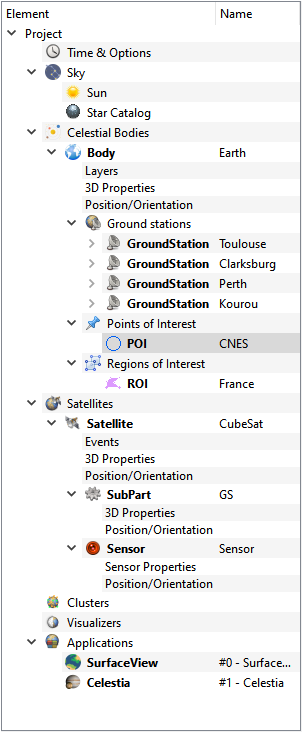 Element Name
Project
Time & Options
Sky
Sun
Star Catalog
Celestial Bodies
Body Earth
Layers
3D Properties
Position/Orientation
Ground stations
GroundStation Toulouse
GroundStation Clarksburg
GroundStation Perth
GroundStation Kourou
Points of Interest
POI CNES
Regions of Interest
ROI France
Satellites
Satellite CubeSat
Events
3D Properties
Position/Orientation
SubPart GS
3D Properties
Position/Orientation
Sensor Sensor
Sensor Properties
Position/Orientation
Clusters
Visualizers
Applications
SurfaceView #0 - Surface...
Celestia #1 - Celestia